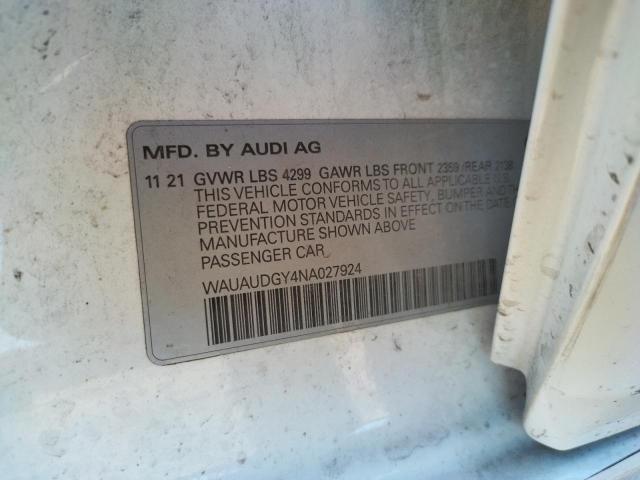 MFD. BY AUDI AG
11 21 GVWR LBS 4299 GAWR LBS FRONT 2359 /REAR 2138
THIS VEHICLE CONFORMS TO ALL APPLICABLE U.S.
FEDERAL MOTOR VEHICLE SAFETY, BUMPER AND
PREVENTION STANDARDS IN EFFECT ON THE DATE
MANUFACTURE SHOWN ABOVE
PASSENGER CAR
WAUAUDGY4NA027924